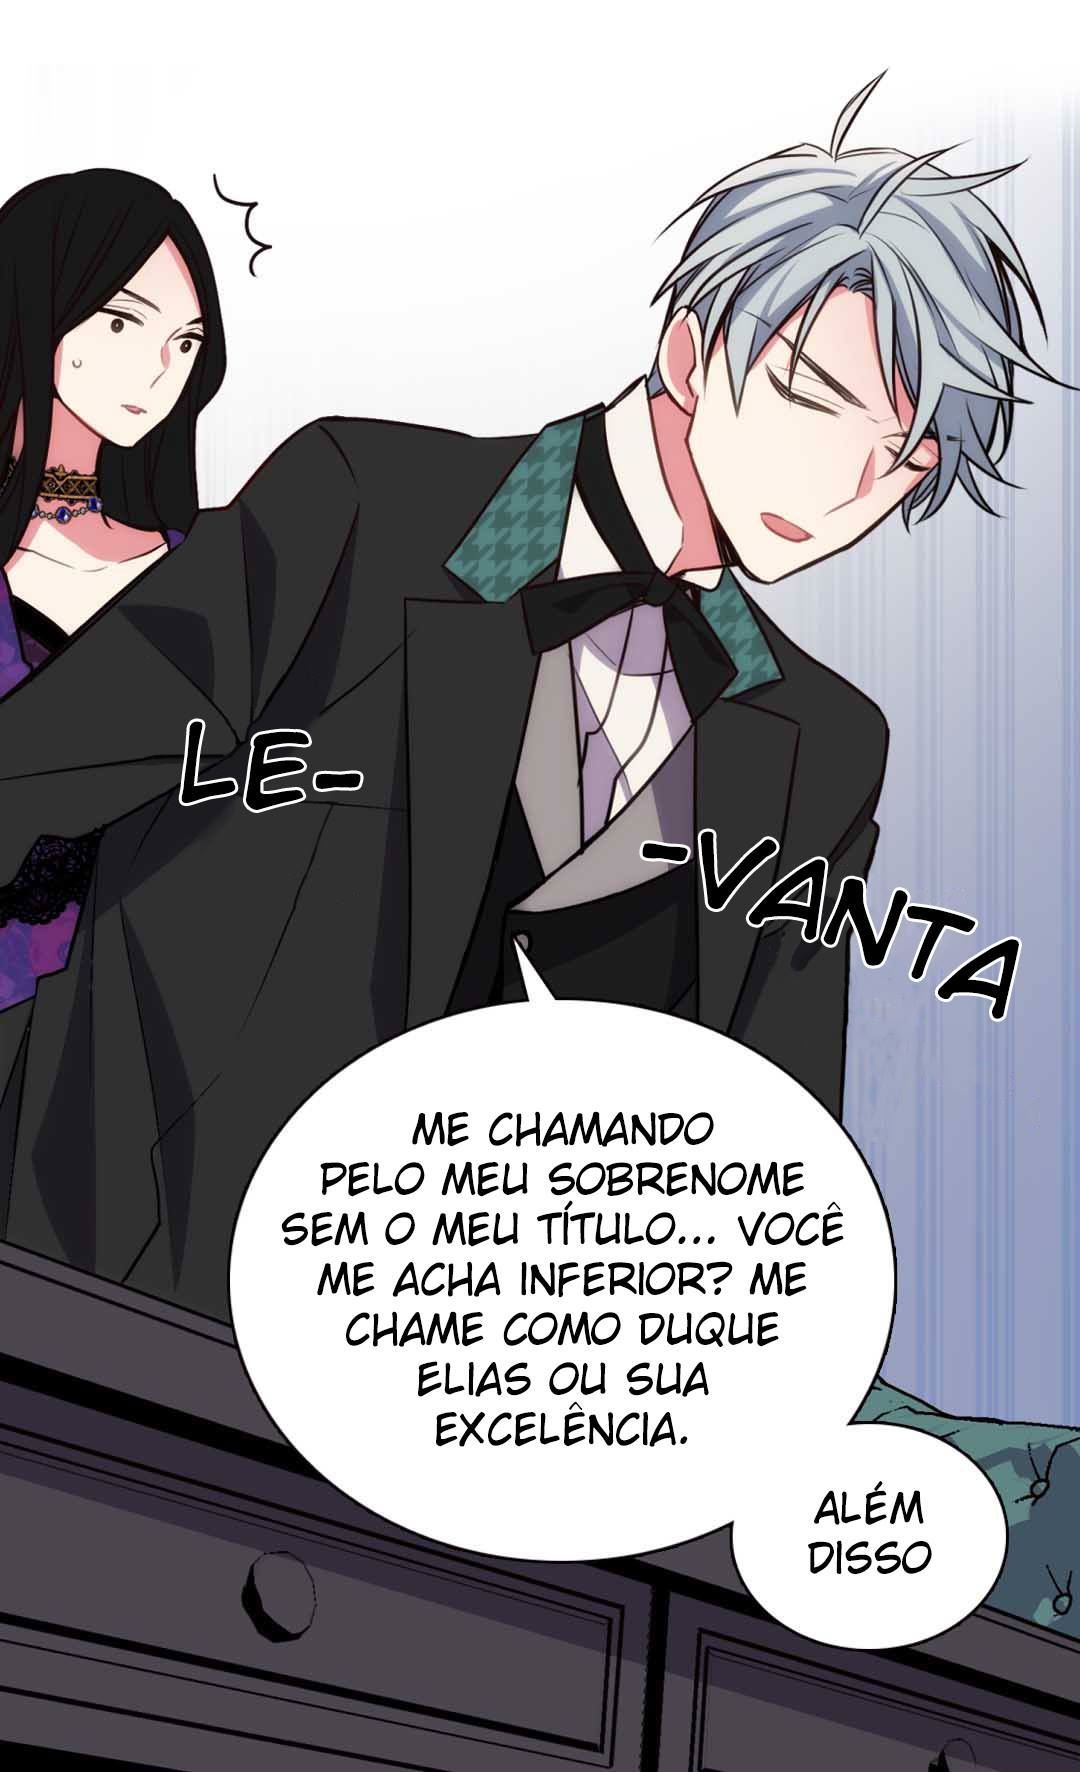 LE-
-VANTA
ME CHAMANDO
PELO MEU SOBRENOME
SEM O MEU TÍTULO... VOCÊ
ME ACHA INFERIOR? ME
CHAME COMO DUQUE
ELIAS OU SUA
EXCELÊNCIA.
ALÉM
DISSO